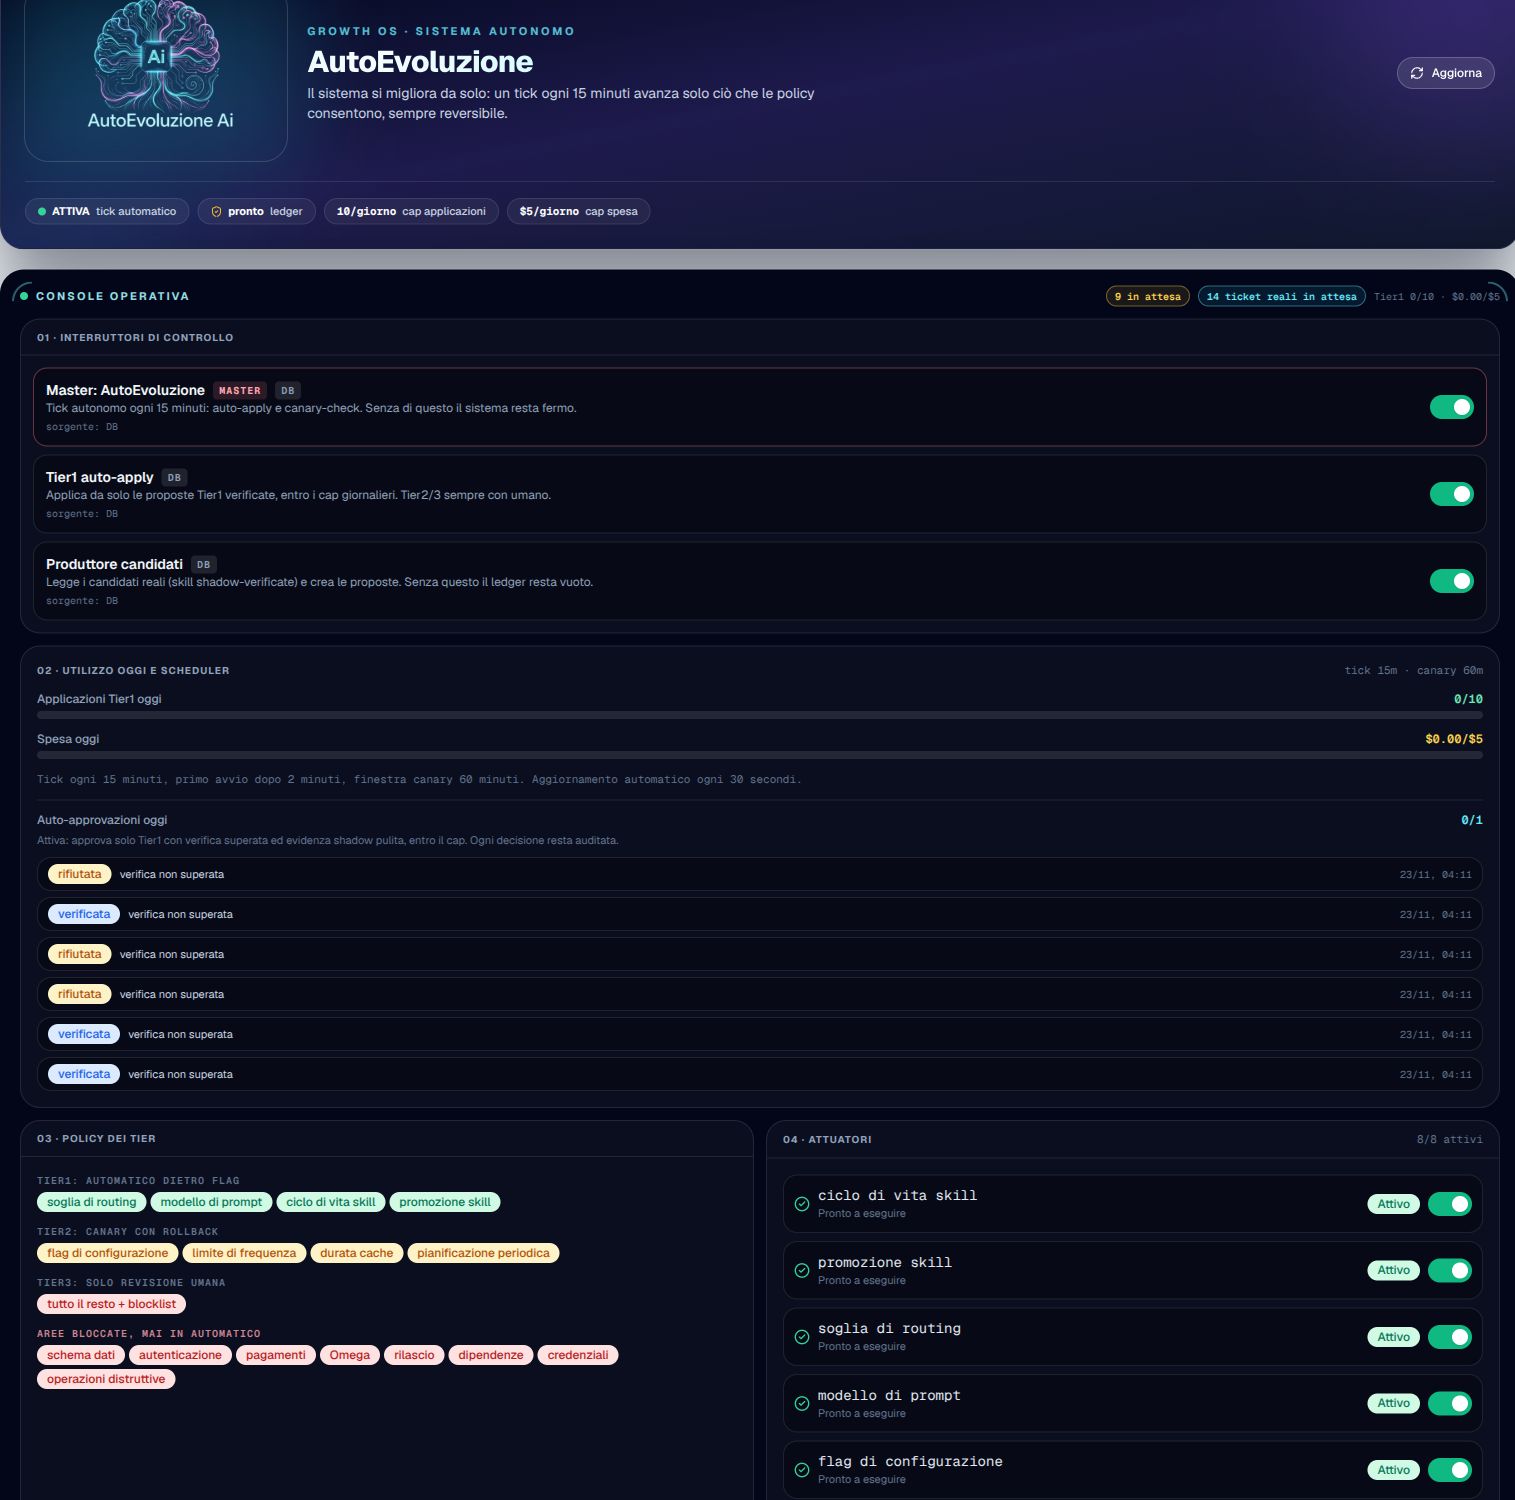 Ai
AutoEvoluzione Ai
GROWTH OS · SISTEMA AUTONOMO
AutoEvoluzione
Il sistema si migliora da solo: un tick ogni 15 minuti avanza solo ciò che le policy
consentono, sempre reversibile.
Aggiorna
ATTIVA tick automatico
pronto ledger
10/giorno cap applicazioni
$5/giorno cap spesa
CONSOLE OPERATIVA
9 in attesa
14 ticket reali in attesa
Tier1 0/10 · $0.00/$5
01 · INTERRUTTORI DI CONTROLLO
Master: AutoEvoluzione MASTER DB
Tick autonomo ogni 15 minuti: auto-apply e canary-check. Senza di questo il sistema resta fermo.
sorgente: DB
Tier1 auto-apply DB
Applica da solo le proposte Tier1 verificate, entro i cap giornalieri. Tier2/3 sempre con umano.
sorgente: DB
Produttore candidati DB
Legge i candidati reali (skill shadow-verificate) e crea le proposte. Senza questo il ledger resta vuoto.
sorgente: DB
02 · UTILIZZO OGGI E SCHEDULER
tick 15m · canary 60m
Applicazioni Tier1 oggi 0/10
Spesa oggi $0.00/$5
Tick ogni 15 minuti, primo avvio dopo 2 minuti, finestra canary 60 minuti. Aggiornamento automatico ogni 30 secondi.
Auto-approvazioni oggi 0/1
Attiva: approva solo Tier1 con verifica superata ed evidenza shadow pulita, entro il cap. Ogni decisione resta auditata.
rifiutata verifica non superata 23/11, 04:11
verificata verifica non superata 23/11, 04:11
rifiutata verifica non superata 23/11, 04:11
rifiutata verifica non superata 23/11, 04:11
verificata verifica non superata 23/11, 04:11
verificata verifica non superata 23/11, 04:11
03 · POLICY DEI TIER
TIER1: AUTOMATICO DIETRO FLAG
soglia di routing modello di prompt ciclo di vita skill promozione skill
TIER2: CANARY CON ROLLBACK
flag di configurazione limite di frequenza durata cache pianificazione periodica
TIER3: SOLO REVISIONE UMANA
tutto il resto + blocklist
AREE BLOCCATE, MAI IN AUTOMATICO
schema dati autenticazione pagamenti Omega rilascio dipendenze credenziali
operazioni distruttive
04 · ATTUATORI
8/8 attivi
ciclo di vita skill
Pronto a eseguire
Attivo
promozione skill
Pronto a eseguire
Attivo
soglia di routing
Pronto a eseguire
Attivo
modello di prompt
Pronto a eseguire
Attivo
flag di configurazione
Pronto a eseguire
Attivo